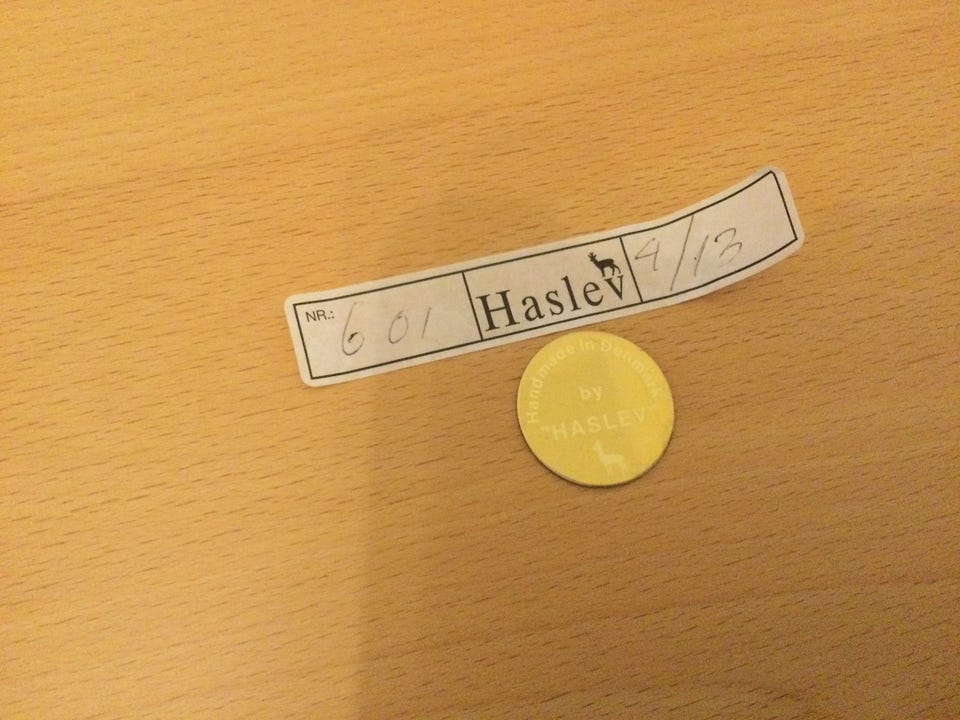 NR.: 601 Haslev 4/13
Handmade in Denmark
by
"HASLEV"